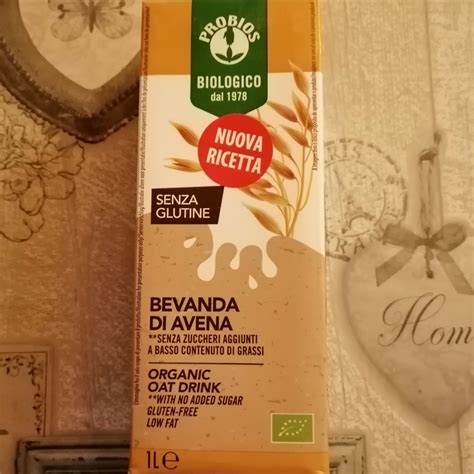 PROBIOS
BIOLOGICO
dal 1978
NUOVA
RICETTA
SENZA
GLUTINE
BEVANDA
DI AVENA
**SENZA ZUCCHERI AGGIUNTI
A BASSO CONTENUTO DI GRASSI
ORGANIC
OAT DRINK
**WITH NO ADDED SUGAR
GLUTEN-FREE
LOW FAT
1L e
Hom